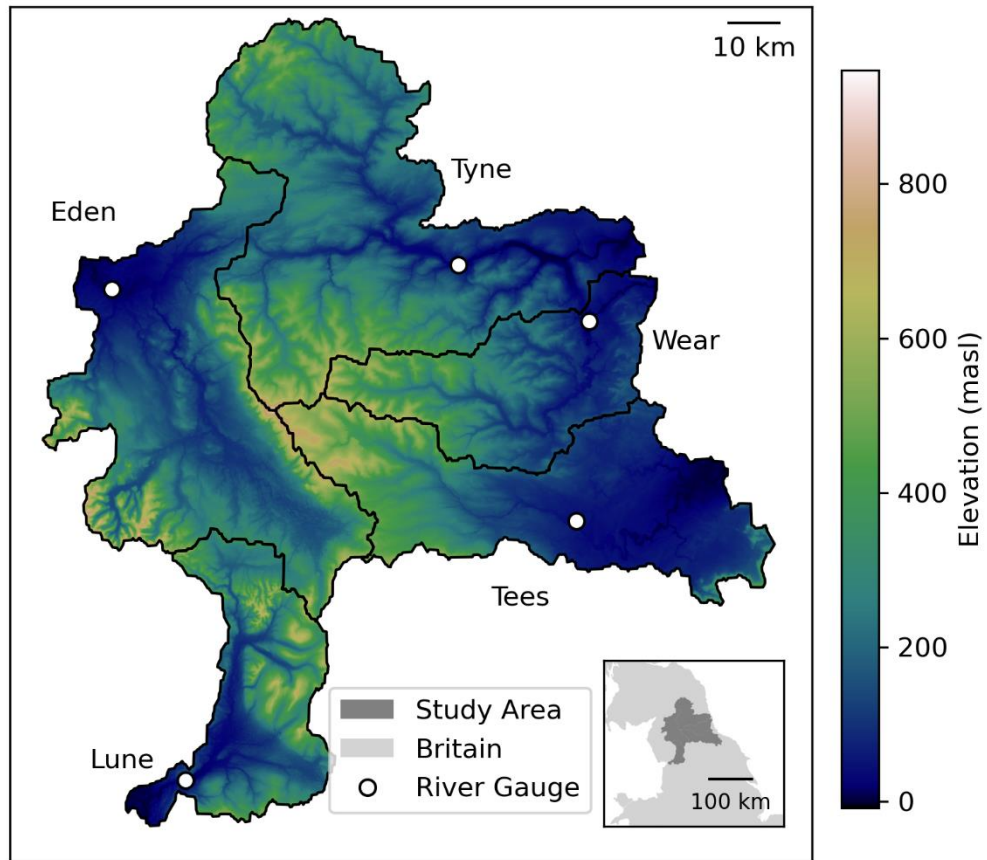 10 km
Tyne
Eden
Wear
Tees
Lune
Study Area
Britain
River Gauge
100 km
800
600
400
200
0
Elevation (masl)